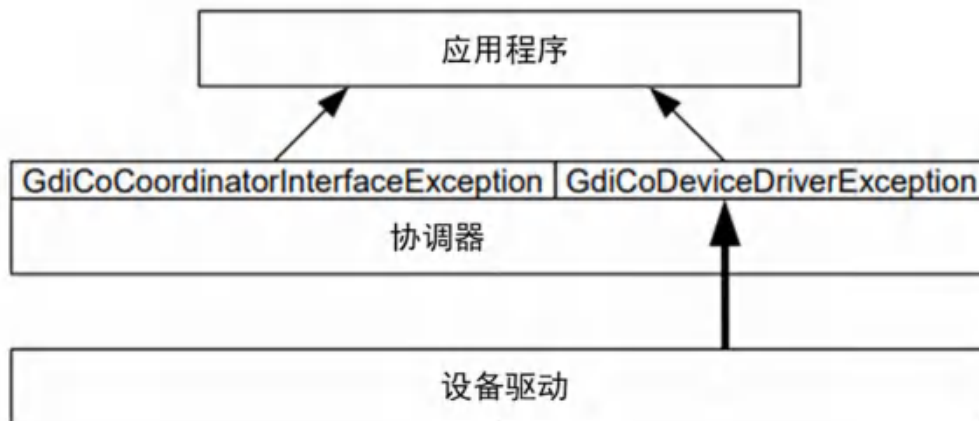 应用程序
GdiCoCoordinatorInterfaceException GdiCoDeviceDriverException
协调器
设备驱动